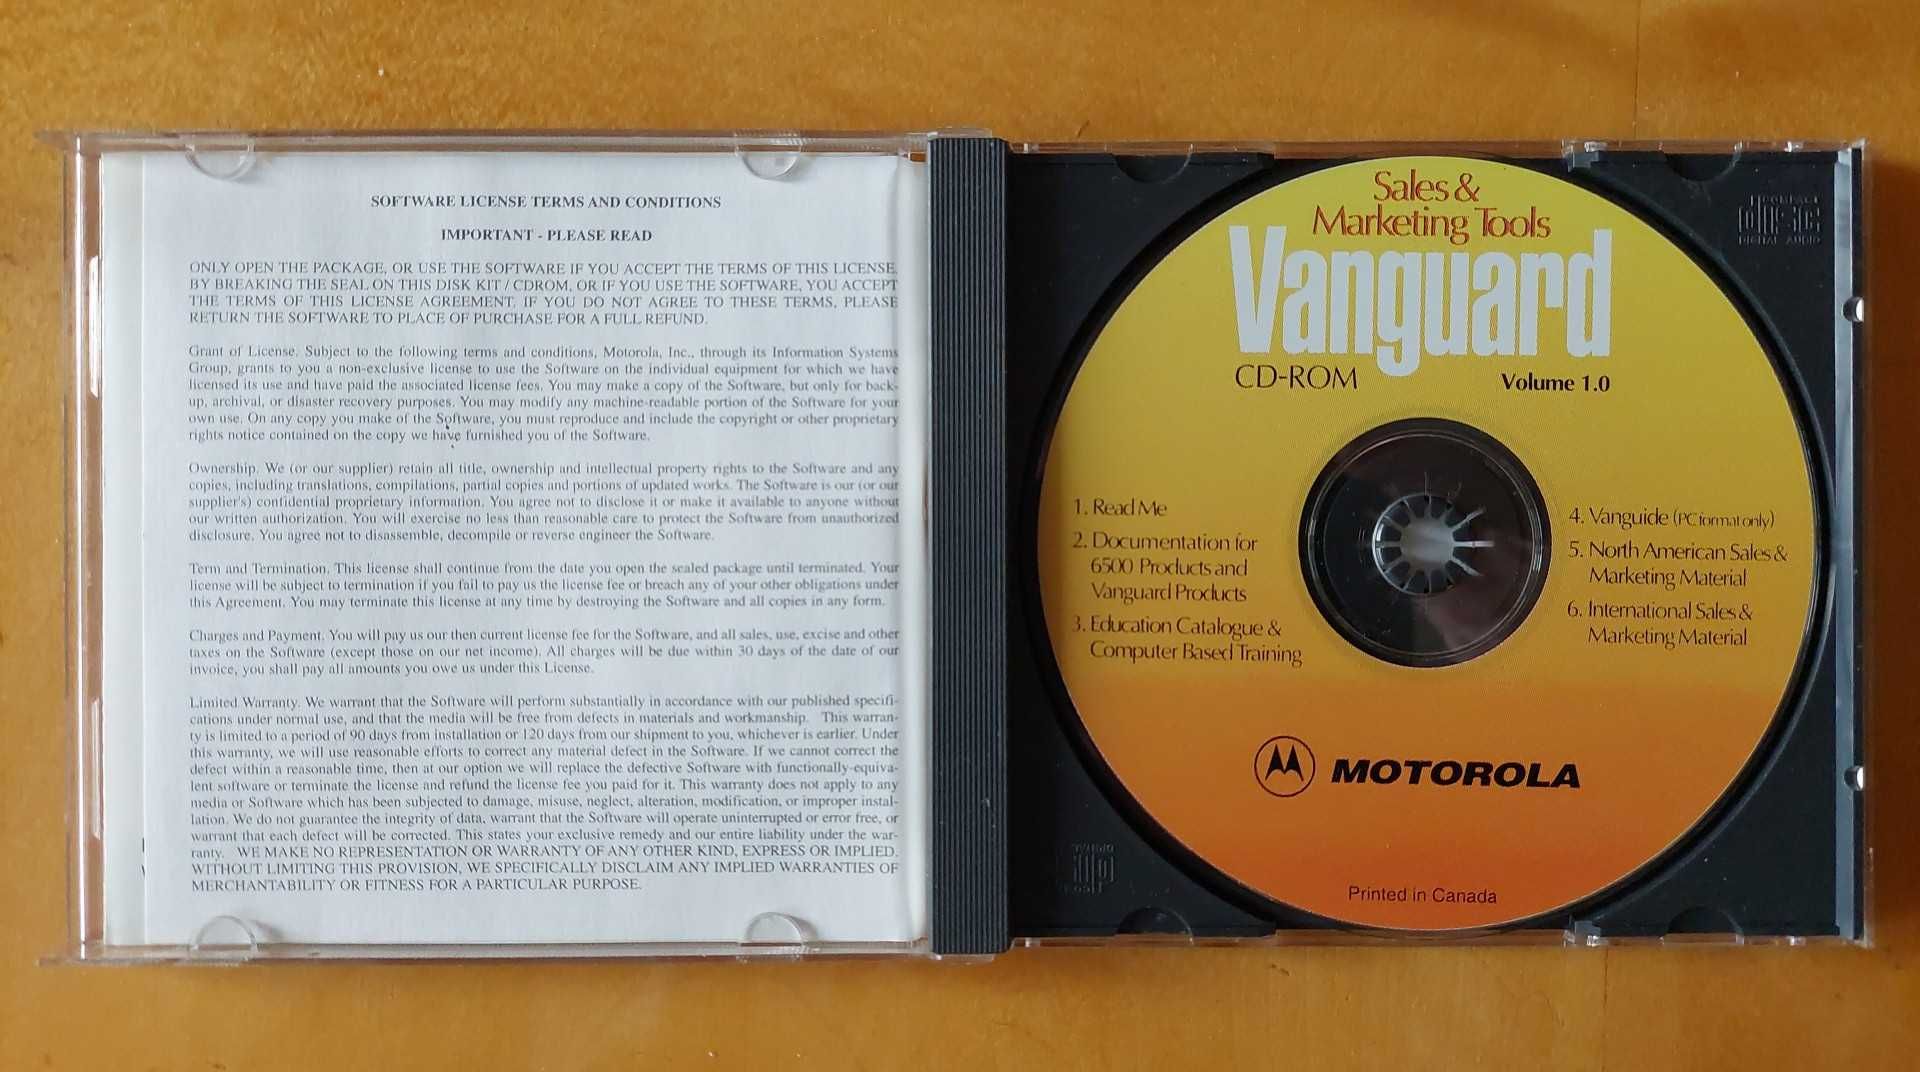 SOFTWARE LICENSE TERMS AND CONDITIONS
IMPORTANT - PLEASE READ
ONLY OPEN THE PACKAGE, OR USE THE SOFTWARE IF YOU ACCEPT THE TERMS OF THIS LICENSE.
BY BREAKING THE SEAL ON THIS DISK KIT / CDROM, OR IF YOU USE THE SOFTWARE, YOU ACCEPT
THE TERMS OF THIS LICENSE AGREEMENT. IF YOU DO NOT AGREE TO THESE TERMS, PLEASE
RETURN THE SOFTWARE TO PLACE OF PURCHASE FOR A FULL REFUND.
Grant of License. Subject to the following terms and conditions, Motorola, Inc., through its Information Systems
Group, grants to you a non-exclusive license to use the Software on the individual equipment for which we have
licensed its use and have paid the associated license fees. You may make a copy of the Software, but only for back-
up, archival, or disaster recovery purposes. You may modify any machine-readable portion of the Software for your
own use. On any copy you make of the Software, you must reproduce and include the copyright or other proprietary
rights notice contained on the copy we have furnished you of the Software.
Ownership. We (or our supplier) retain all title, ownership and intellectual property rights to the Software and any
copies, including translations, compilations, partial copies and portions of updated works. The Software is our (or our
supplier's) confidential proprietary information. You agree not to disclose it or make it available to anyone without
our written authorization. You will exercise no less than reasonable care to protect the Software from unauthorized
disclosure. You agree not to disassemble, decompile or reverse engineer the Software.
Term and Termination. This license shall continue from the date you open the sealed package until terminated. Your
license will be subject to termination if you fail to pay us the license fee or breach any of your other obligations under
this Agreement. You may terminate this license at any time by destroying the Software and all copies in any form.
Charges and Payment. You will pay us our then current license fee for the Software, and all sales, use, excise and other
taxes on the Software (except those on our net income). All charges will be due within 30 days of the date of our
invoice, you shall pay all amounts you owe us under this License.
Limited Warranty. We warrant that the Software will perform substantially in accordance with our published specifi-
cations under normal use, and that the media will be free from defects in materials and workmanship. This warran-
ty is limited to a period of 90 days from installation or 120 days from our shipment to you, whichever is earlier. Under
this warranty, we will use reasonable efforts to correct any material defect in the Software. If we cannot correct the
defect within a reasonable time, then at our option we will replace the defective Software with functionally-equiva-
lent software or terminate the license and refund the license fee you paid for it. This warranty does not apply to any
media or Software which has been subjected to damage, misuse, neglect, alteration, modification, or improper instal-
lation. We do not guarantee the integrity of data, warrant that the Software will operate uninterrupted or error free, or
warrant that each defect will be corrected. This states your exclusive remedy and our entire liability under the war-
ranty. WE MAKE NO REPRESENTATION OR WARRANTY OF ANY OTHER KIND, EXPRESS OR IMPLIED.
WITHOUT LIMITING THIS PROVISION, WE SPECIFICALLY DISCLAIM ANY IMPLIED WARRANTIES OF
MERCHANTABILITY OR FITNESS FOR A PARTICULAR PURPOSE.
Sales &
Marketing Tools
Vanguard
CD-ROM Volume 1.0
1. Read Me
2. Documentation for
6500 Products and
Vanguard Products
3. Education Catalogue &
Computer Based Training
4. Vanguide (PC format only)
5. North American Sales &
Marketing Material
6. International Sales &
Marketing Material
MOTOROLA
Printed in Canada
COMPACT
disc
DIGITAL AUDIO